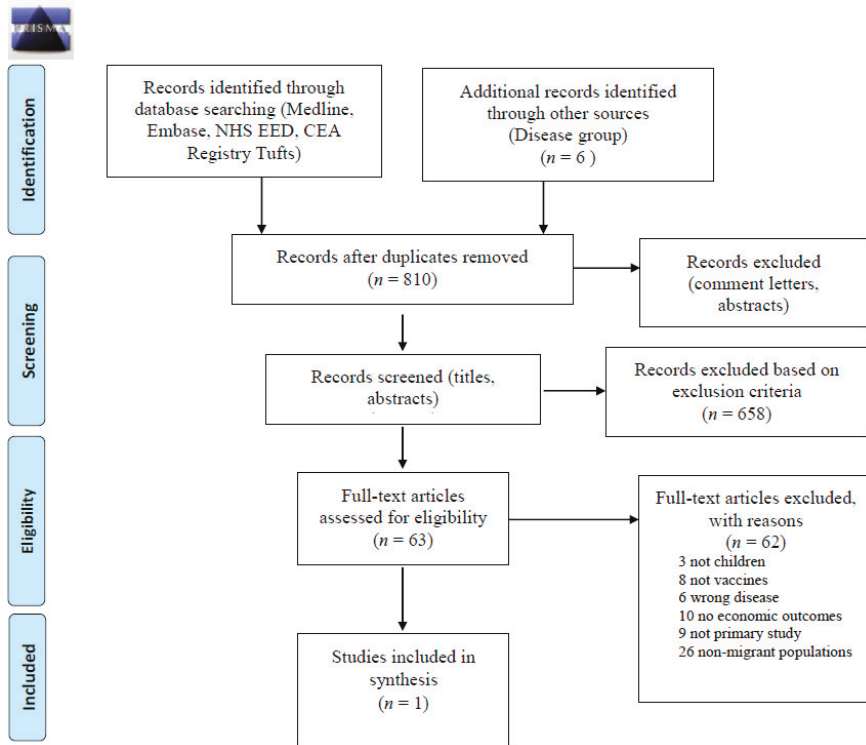 PRISMA
Identification
Records identified through
database searching (Medline,
Embase, NHS EED, CEA
Registry Tufts)
Additional records identified
through other sources
(Disease group)
(n = 6 )
Records after duplicates removed
(n = 810)
Records excluded
(comment letters,
abstracts)
Screening
Records screened (titles,
abstracts)
Records excluded based on
exclusion criteria
(n = 658)
Eligibility
Full-text articles
assessed for eligibility
(n = 63)
Full-text articles excluded,
with reasons
(n = 62)
3 not children
8 not vaccines
6 wrong disease
10 no economic outcomes
9 not primary study
26 non-migrant populations
Included
Studies included in
synthesis
(n = 1)